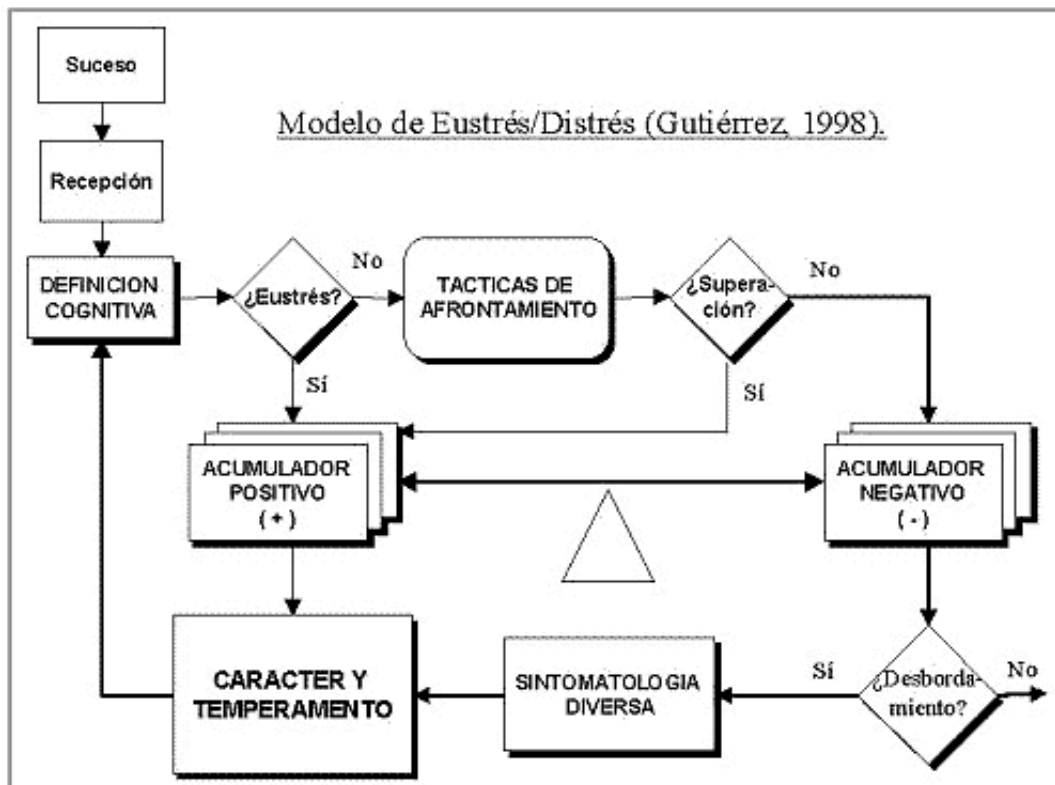 Suceso
Modelo de Eustrés/Distrés (Gutiérrez, 1998).
Recepción
DEFINICION
COGNITIVA
¿Eustrés?
No
TACTICAS DE
AFRONTAMIENTO
¿Supera-
ción?
No
Sí
Sí
ACUMULADOR
POSITIVO
( + )
ACUMULADOR
NEGATIVO
( - )
CARACTER Y
TEMPERAMENTO
SINTOMATOLOGIA
DIVERSA
Sí
¿Desborda-
miento?
No